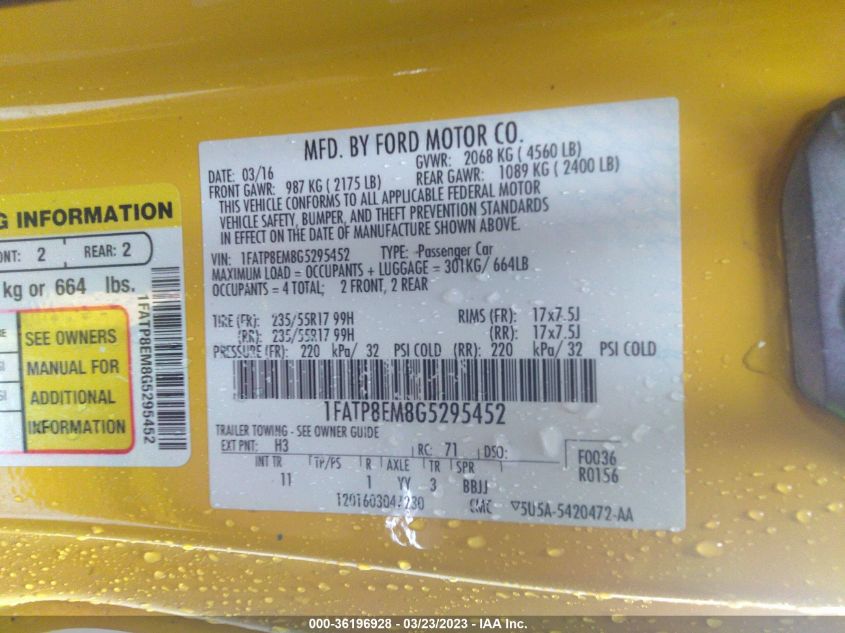 MFD. BY FORD MOTOR CO.
DATE: 03/16 GVWR: 2068 KG ( 4560 LB)
FRONT GAWR: 987 KG ( 2175 LB) REAR GAWR: 1089 KG ( 2400 LB)
THIS VEHICLE CONFORMS TO ALL APPLICABLE FEDERAL MOTOR
VEHICLE SAFETY, BUMPER, AND THEFT PREVENTION STANDARDS
IN EFFECT ON THE DATE OF MANUFACTURE SHOWN ABOVE.
VIN: 1FATP8EM8G5295452 TYPE: Passenger Car
MAXIMUM LOAD = OCCUPANTS + LUGGAGE = 301KG/ 664LB
OCCUPANTS = 4 TOTAL; 2 FRONT, 2 REAR
TIRE (FR): 235/55R17 99H RIMS (FR): 17x7.5J
(RR): 235/55R17 99H (RR): 17x7.5J
PRESSURE (FR): 220 kPa/ 32 PSI COLD (RR): 220 kPa/ 32 PSI COLD
1FATP8EM8G5295452
TRAILER TOWING - SEE OWNER GUIDE
EXT PNT: H3 RC: 71 DSO: F0036
R0156
INT TR TP/PS R AXLE TR SPR
11 1 YY 3 BBJJ
CMC ▽5U5A-5420472-AA
G INFORMATION
NT: 2 REAR: 2
kg or 664 lbs.
SEE OWNERS
MANUAL FOR
ADDITIONAL
INFORMATION
1FATP8EM8G5295452
000-36196928 - 03/23/2023 - IAA Inc.